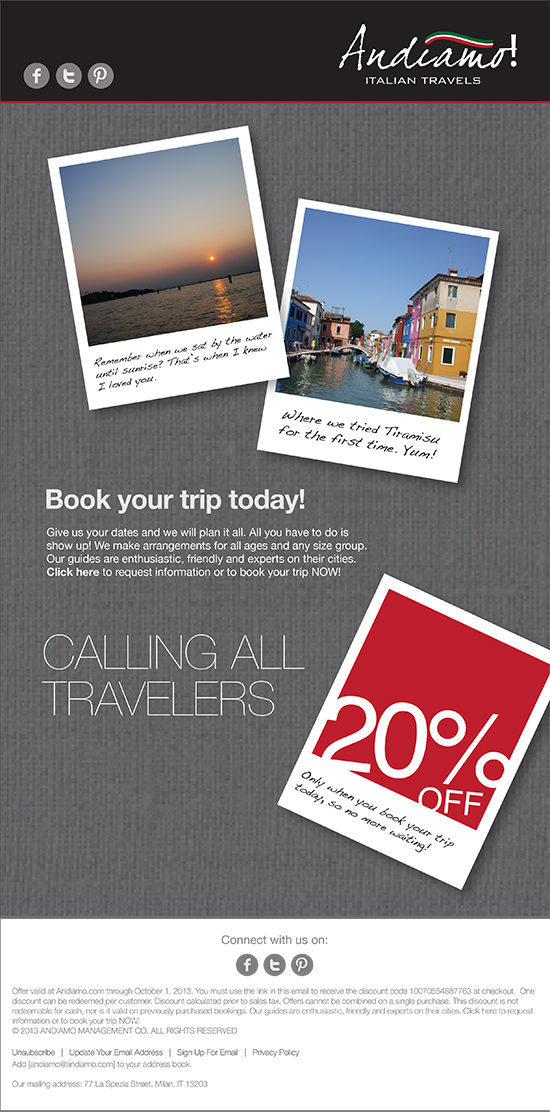 Andiamo!
ITALIAN TRAVELS
Remember when we sat by the water
until sunrise? That's when I knew
I loved you.
Where we tried Tiramisu
for the first time. Yum!
Book your trip today!
Give us your dates and we will plan it all. All you have to do is
show up! We make arrangements for all ages and any size group.
Our guides are enthusiastic, friendly and experts on their cities.
Click here to request information or to book your trip NOW!
CALLING ALL
TRAVELERS
20%
OFF
Only when you book your trip
today, so no more waiting!
Connect with us on:
Offer valid at Andiamo.com through October 1, 2013. You must use the link in this email to receive the discount code 10070554887763 at checkout. One
discount can be redeemed per customer. Discount calculated prior to sales tax. Offers cannot be combined on a single purchase. This discount is not
redeemable for cash, nor is it valid on previously purchased bookings. Our guides are enthusiastic, friendly and experts on their cities. Click here to request
information or to book your trip NOW!
© 2013 ANDIAMO MANAGEMENT CO. ALL RIGHTS RESERVED
Unsubscribe | Update Your Email Address | Sign Up For Email | Privacy Policy
Add [andiamo@andiamo.com] to your address book.
Our mailing address: 77 La Spezia Street, Milan, IT 15203